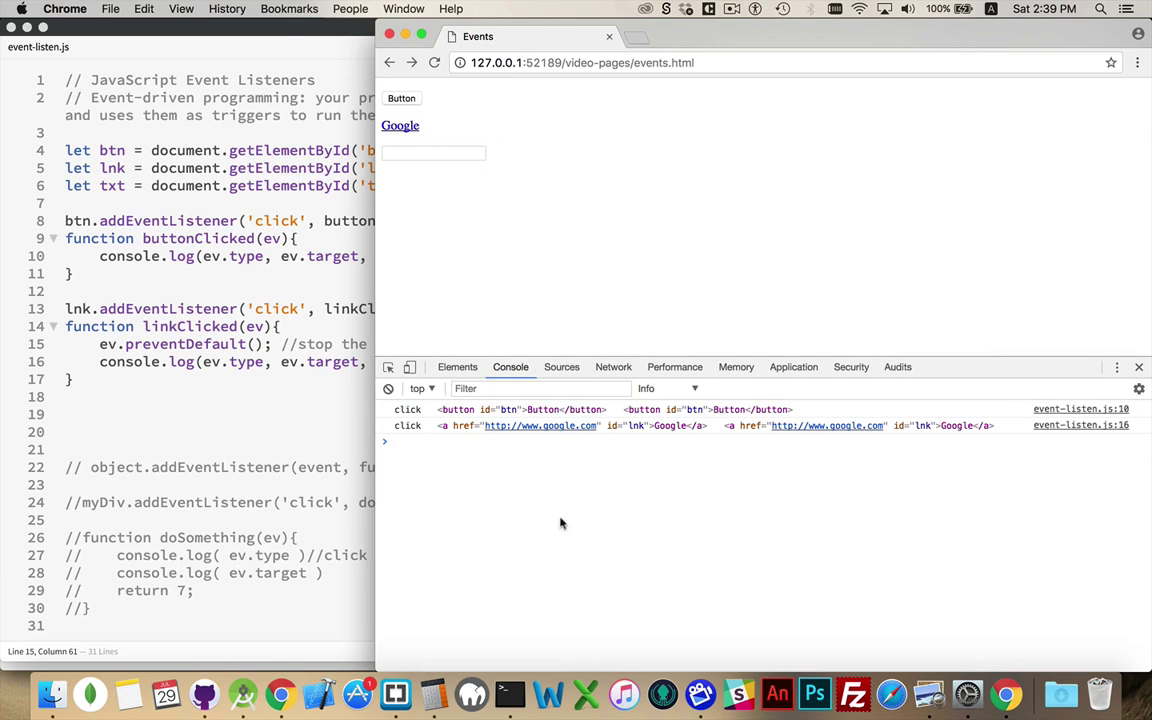 Chrome File Edit View History Bookmarks People Window Help 100% A Sat 2:39 PM
event-listen.js
1 // JavaScript Event Listeners
2 // Event-driven programming: your pr
and uses them as triggers to run the
3
4 let btn = document.getElementById('b
5 let lnk = document.getElementById('l
6 let txt = document.getElementById('t
7
8 btn.addEventListener('click', button
9 function buttonClicked(ev){
10 console.log(ev.type, ev.target,
11 }
12
13 lnk.addEventListener('click', linkCl
14 function linkClicked(ev){
15 ev.preventDefault(); //stop the
16 console.log(ev.type, ev.target,
17 }
18
19
20
21
22 // object.addEventListener(event, fu
23
24 //myDiv.addEventListener('click', do
25
26 //function doSomething(ev){
27 // console.log( ev.type )//click
28 // console.log( ev.target )
29 // return 7;
30 //}
31
Line 15, Column 61 — 31 Lines
Events
127.0.0.1:52189/video-pages/events.html
Button
Google
Elements Console Sources Network Performance Memory Application Security Audits
top Filter Info
click <button id="btn">Button</button> <button id="btn">Button</button> event-listen.js:10
click <a href="http://www.google.com" id="lnk">Google</a> <a href="http://www.google.com" id="lnk">Google</a> event-listen.js:16
>
29 1 An Ps Fz